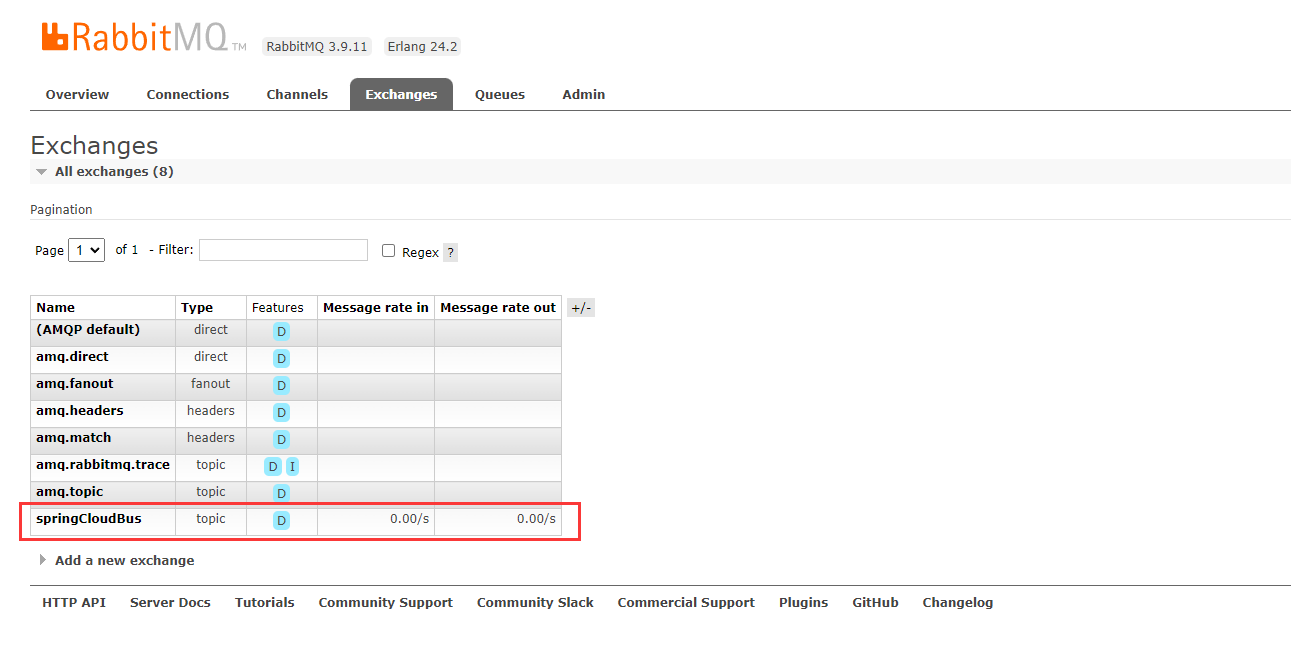 RabbitMQ TM RabbitMQ 3.9.11 Erlang 24.2
Overview Connections Channels Exchanges Queues Admin
Exchanges
All exchanges (8)
Pagination
Page 1 of 1 - Filter: Regex ?
Name Type Features Message rate in Message rate out +/-
(AMQP default) direct D
amq.direct direct D
amq.fanout fanout D
amq.headers headers D
amq.match headers D
amq.rabbitmq.trace topic D I
amq.topic topic D
springCloudBus topic D 0.00/s 0.00/s
Add a new exchange
HTTP API Server Docs Tutorials Community Support Community Slack Commercial Support Plugins GitHub Changelog